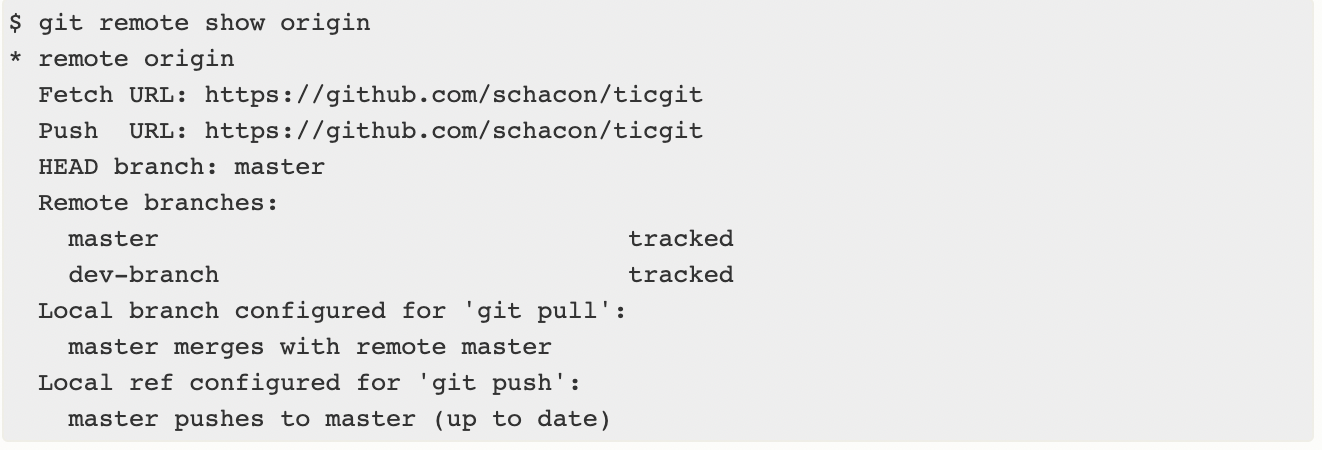 $ git remote show origin
* remote origin
  Fetch URL: https://github.com/schacon/ticgit
  Push  URL: https://github.com/schacon/ticgit
  HEAD branch: master
  Remote branches:
    master                               tracked
    dev-branch                           tracked
  Local branch configured for 'git pull':
    master merges with remote master
  Local ref configured for 'git push':
    master pushes to master (up to date)